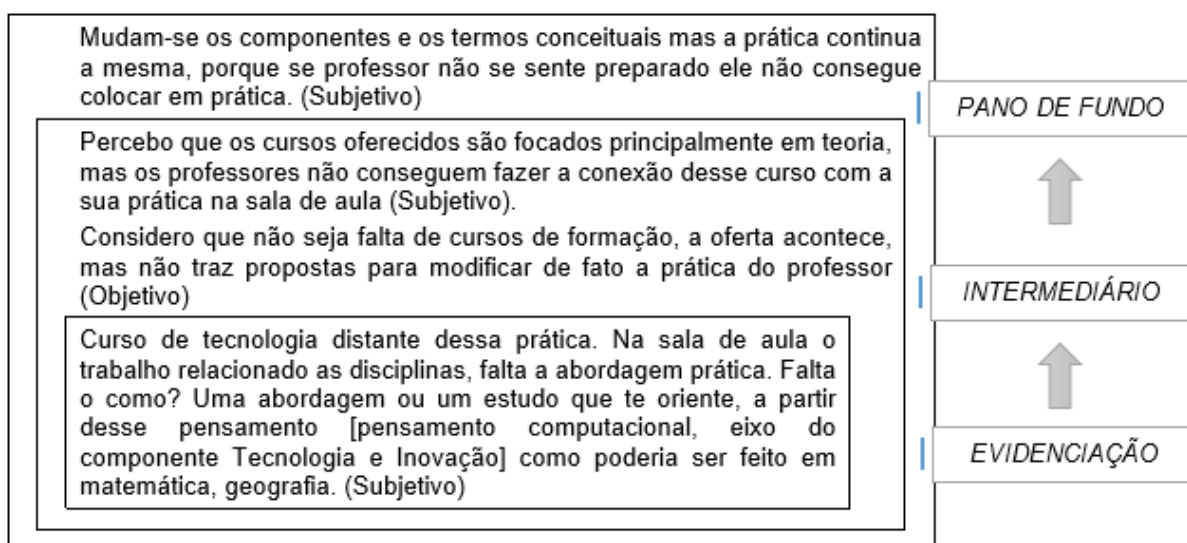 Mudam-se os componentes e os termos conceituais mas a prática continua
a mesma, porque se professor não se sente preparado ele não consegue
colocar em prática. (Subjetivo)
PANO DE FUNDO
Percebo que os cursos oferecidos são focados principalmente em teoria,
mas os professores não conseguem fazer a conexão desse curso com a
sua prática na sala de aula (Subjetivo).
Considero que não seja falta de cursos de formação, a oferta acontece,
mas não traz propostas para modificar de fato a prática do professor
(Objetivo)
INTERMEDIÁRIO
Curso de tecnologia distante dessa prática. Na sala de aula o
trabalho relacionado as disciplinas, falta a abordagem prática. Falta
o como? Uma abordagem ou um estudo que te oriente, a partir
desse pensamento [pensamento computacional, eixo do
componente Tecnologia e Inovação] como poderia ser feito em
matemática, geografia. (Subjetivo)
EVIDENCIAÇÃO